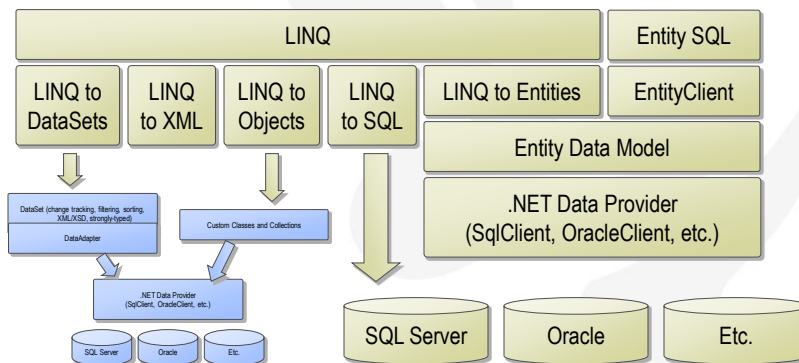 LINQ
Entity SQL
LINQ to
DataSets
LINQ
to XML
LINQ to
Objects
LINQ
to SQL
LINQ to Entities
EntityClient
Entity Data Model
.NET Data Provider
(SqlClient, OracleClient, etc.)
DataSet (change tracking, filtering, sorting,
XML/XSD, strongly-typed)
DataAdapter
Custom Classes and Collections
.NET Data Provider
(SqlClient, OracleClient, etc.)
SQL Server
Oracle
Etc.
SQL Server
Oracle
Etc.